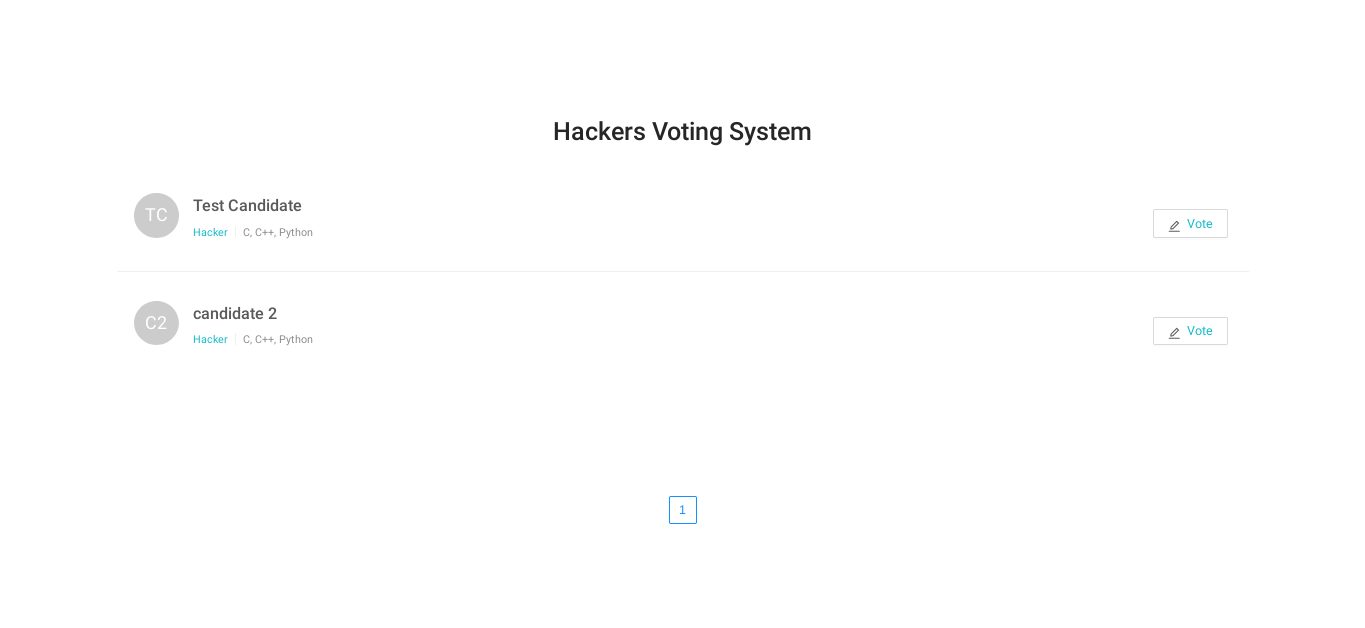 Hackers Voting System
TC
Test Candidate
Hacker C, C++, Python
Vote
C2
candidate 2
Hacker C, C++, Python
Vote
1